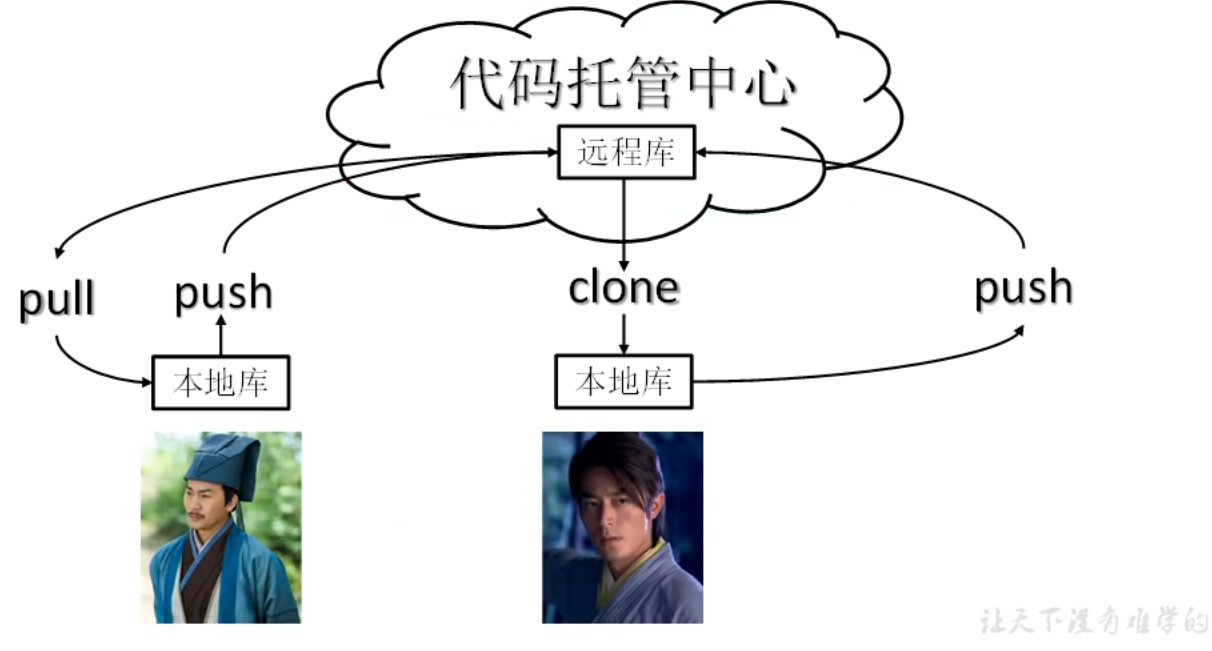 代码托管中心
远程库
pull
push
clone
push
本地库
本地库
让天下没有难学的